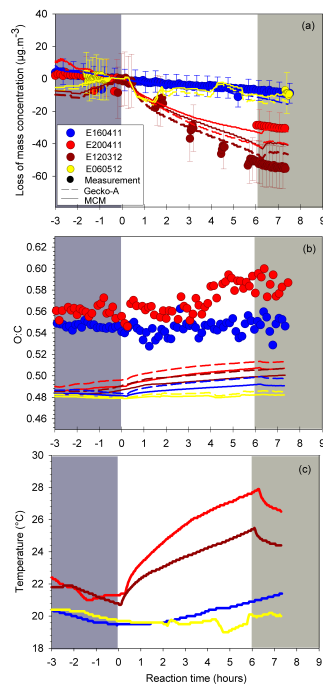 (a)
Loss of mass concentration (µg m⁻³)
40
20
0
-20
-40
-60
E160411
E200411
E120312
E060512
Measurement
Gecko-A
MCM
-3 -2 -1 0 1 2 3 4 5 6 7 8 9
(b)
O:C
0.62
0.60
0.58
0.56
0.54
0.52
0.50
0.48
0.46
-3 -2 -1 0 1 2 3 4 5 6 7 8 9
(c)
Temperature (°C)
30
28
26
24
22
20
18
-3 -2 -1 0 1 2 3 4 5 6 7 8 9
Reaction time (hours)